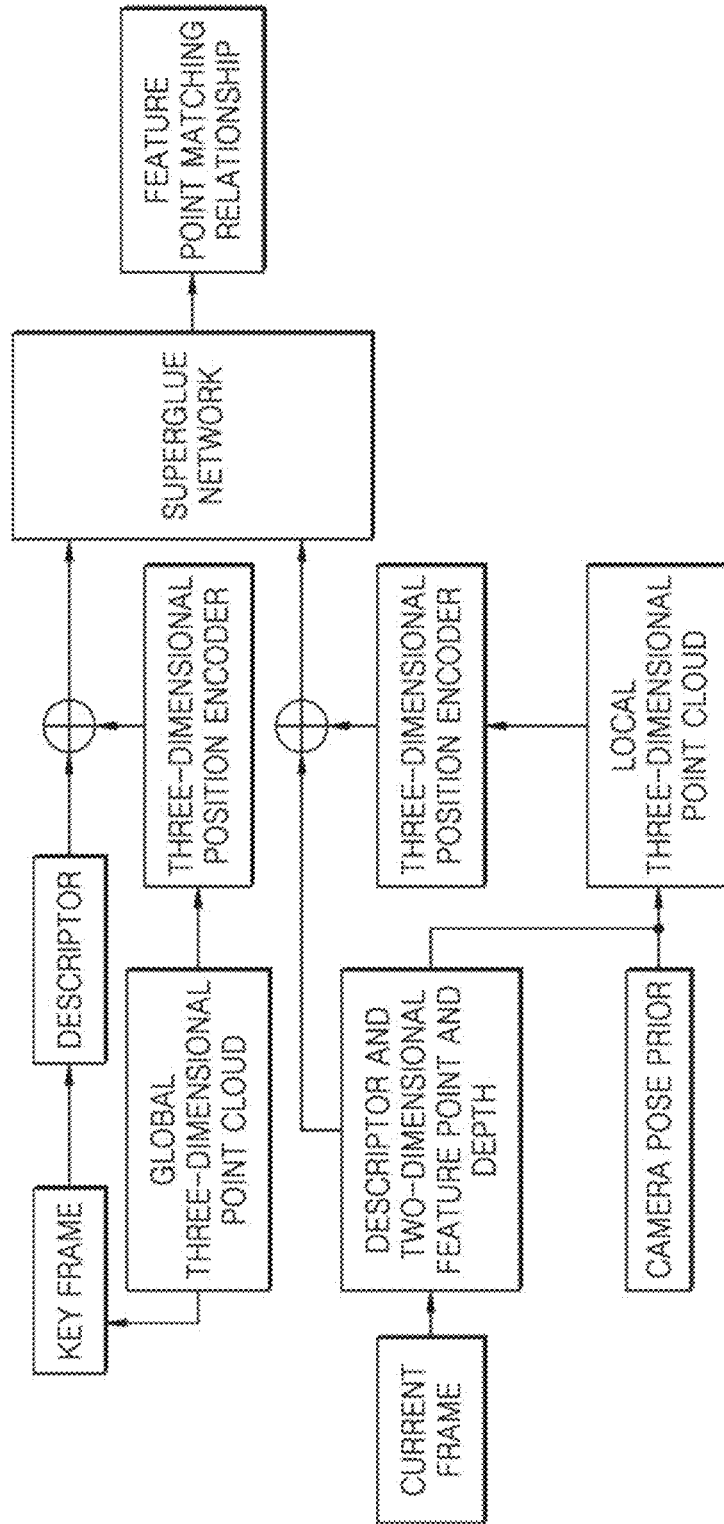 KEY FRAME
DESCRIPTOR
GLOBAL
THREE-DIMENSIONAL
POINT CLOUD
THREE-DIMENSIONAL
POSITION ENCODER
CURRENT
FRAME
DESCRIPTOR AND
TWO-DIMENSIONAL
FEATURE POINT AND
DEPTH
THREE-DIMENSIONAL
POSITION ENCODER
CAMERA POSE PRIOR
LOCAL
THREE-DIMENSIONAL
POINT CLOUD
SUPERGLUE
NETWORK
FEATURE
POINT MATCHING
RELATIONSHIP